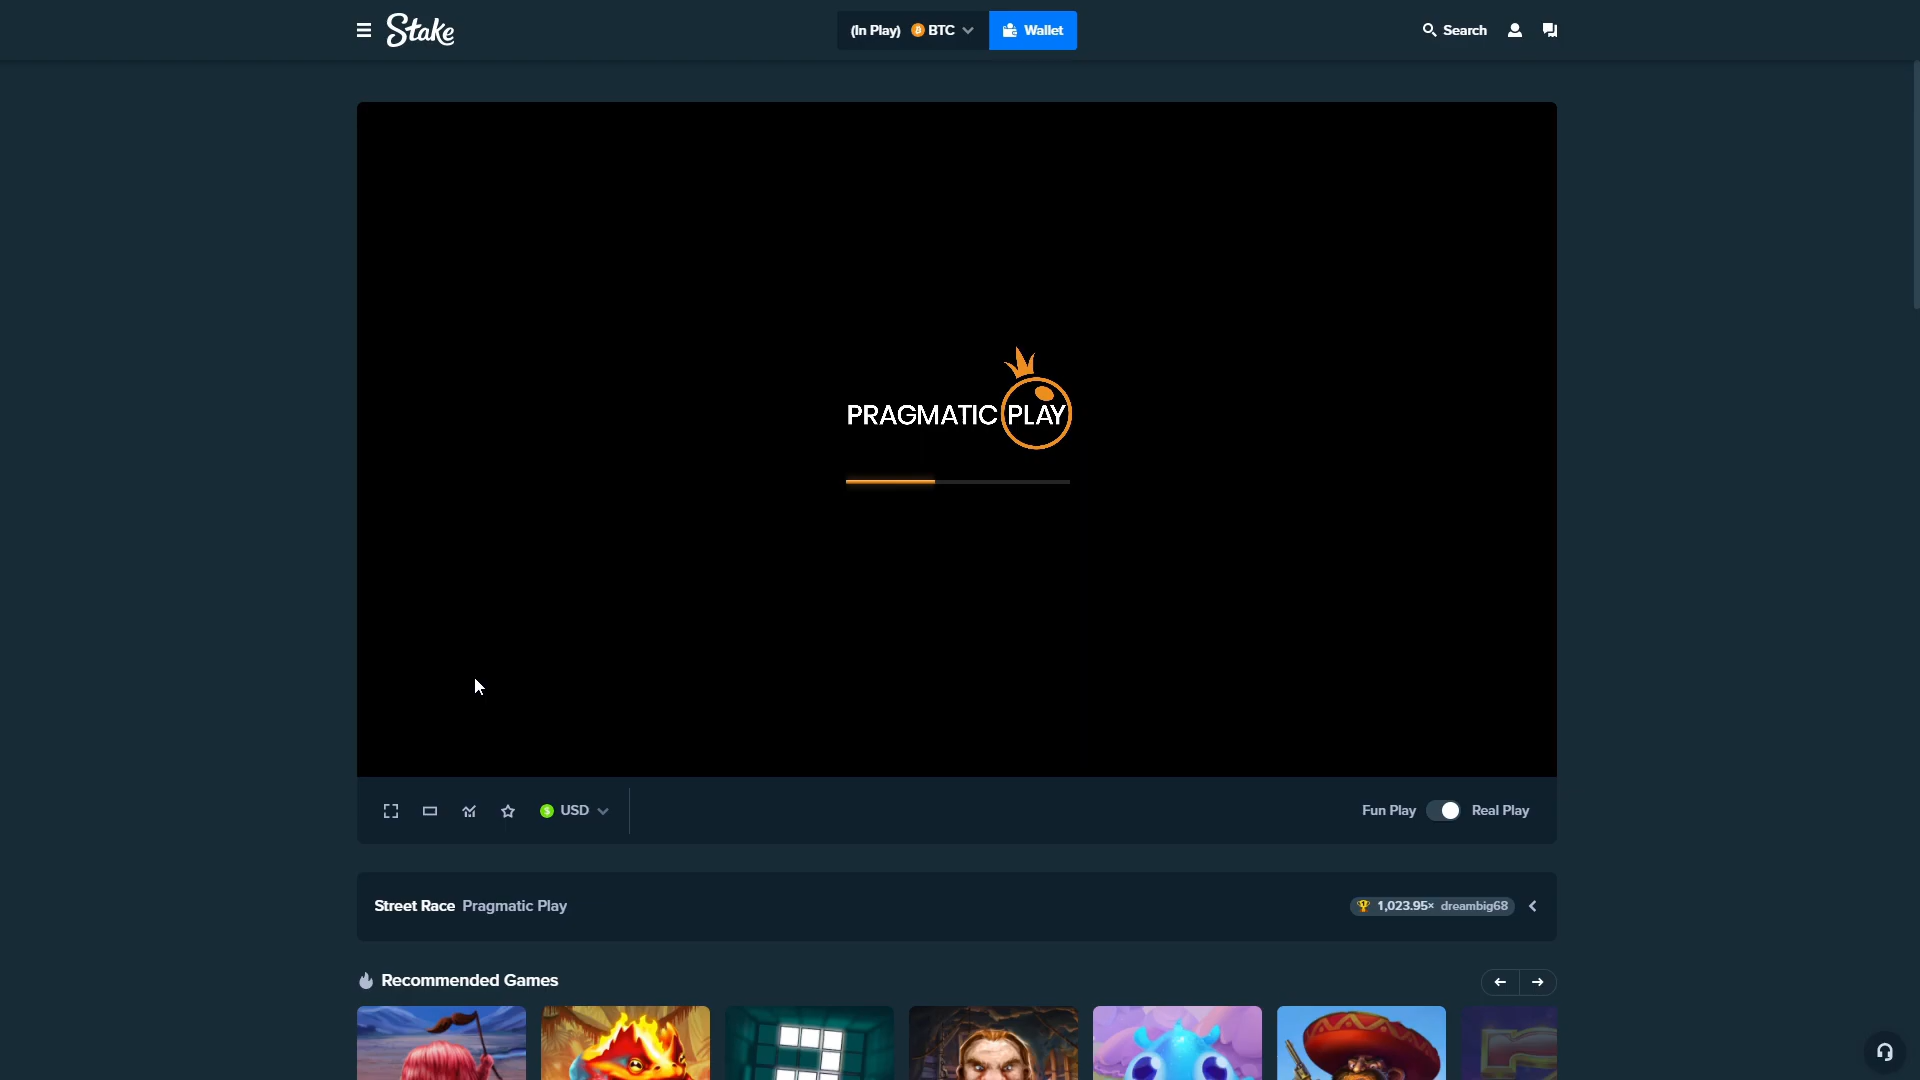 Stake
(In Play) BTC
Wallet
Search
PRAGMATIC PLAY
USD
Fun Play
Real Play
Street Race Pragmatic Play
1,023.95× dreambig68
Recommended Games